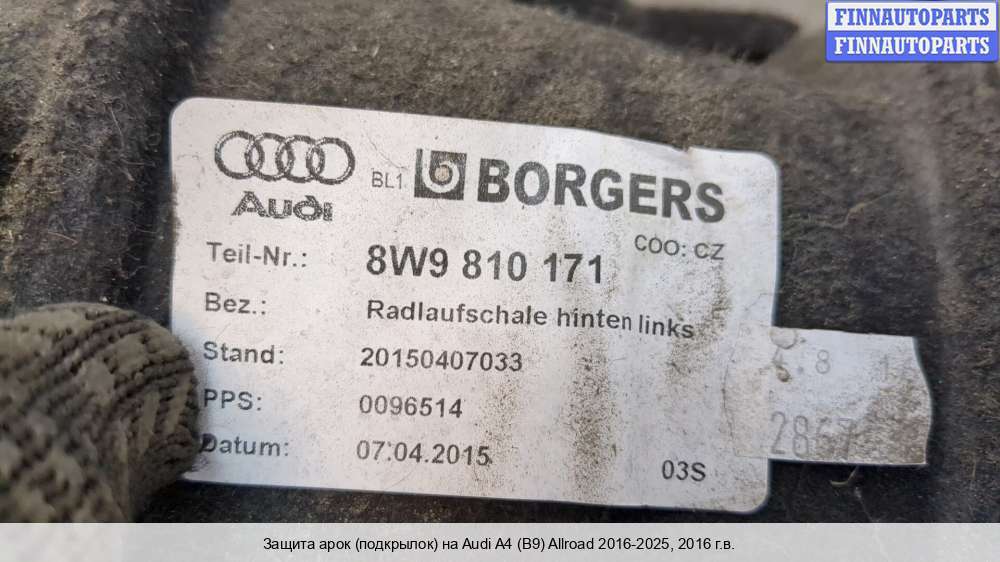 FINNAUTOPARTS
FINNAUTOPARTS
Audi
BL1 BORGERS
COO: CZ
Teil-Nr.: 8W9 810 171
Bez.: Radlaufschale hinten links
Stand: 20150407033
PPS: 0096514
Datum: 07.04.2015
03S
Защита арок (подкрылок) на Audi A4 (B9) Allroad 2016-2025, 2016 г.в.